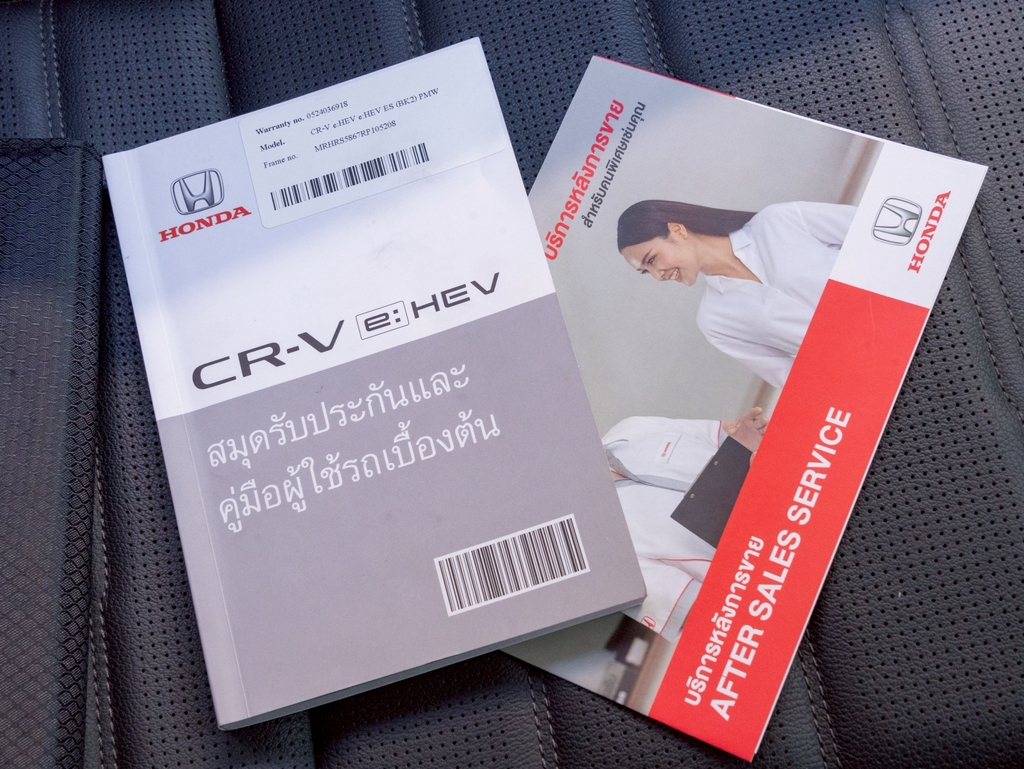 Warranty no. 0524036918
Model. CR-V e:HEV e:HEV ES (BK2) PMW
Frame no. MRHRS5867RP105208
HONDA
CR-V e:HEV
สมุดรับประกันและ
คู่มือผู้ใช้รถเบื้องต้น
บริการหลังการขาย
สำหรับคนพิเศษเช่นคุณ
HONDA
บริการหลังการขาย
AFTER SALES SERVICE